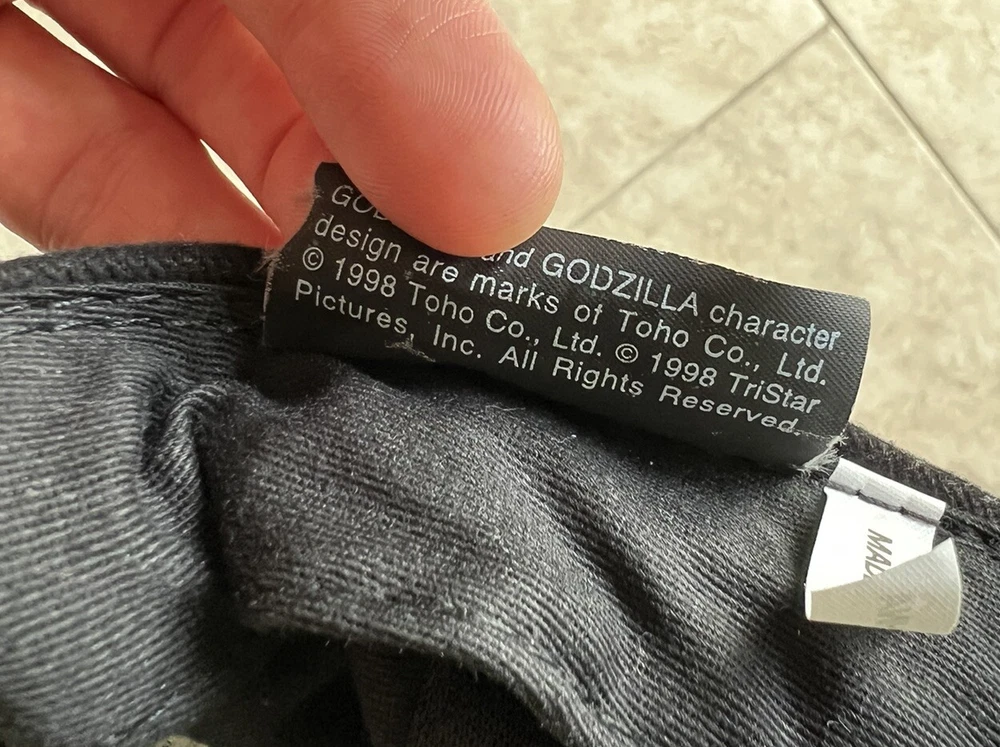 and GODZILLA character
design are marks of Toho Co., Ltd.
© 1998 Toho Co., Ltd. © 1998 TriStar
Pictures, Inc. All Rights Reserved.